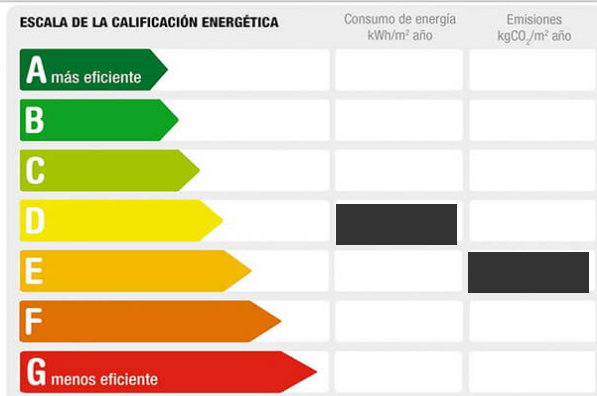 ESCALA DE LA CALIFICACIÓN ENERGÉTICA
Consumo de energía
kWh/m² año
Emisiones
kgCO₂/m² año
A más eficiente
B
C
D
E
F
G menos eficiente